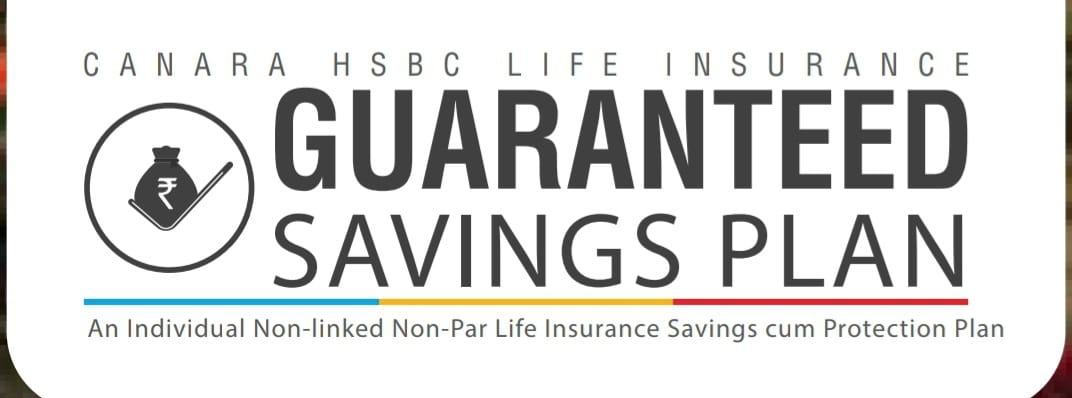 CANARA HSBC LIFE INSURANCE
GUARANTEED
SAVINGS PLAN
₹
An Individual Non-linked Non-Par Life Insurance Savings cum Protection Plan